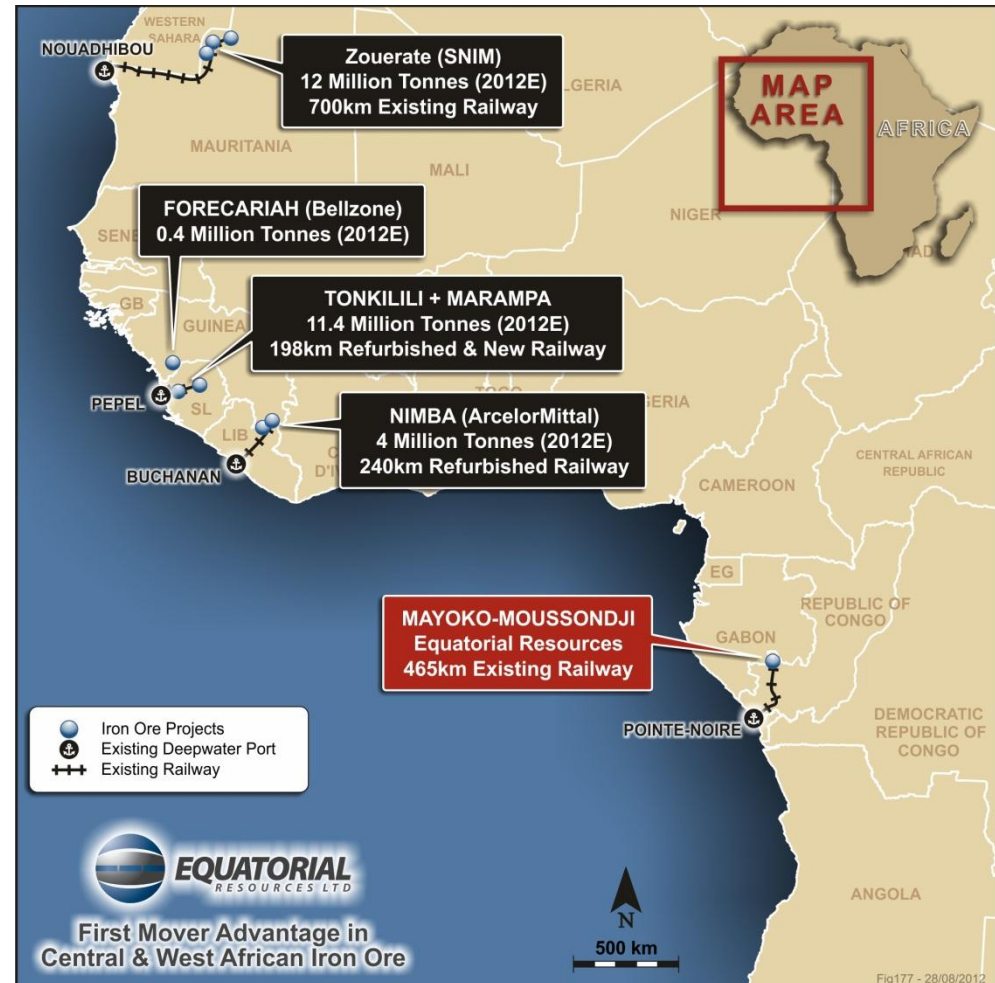 WESTERN
SAHARA
NOUADHIBOU
Zouerate (SNIM)
12 Million Tonnes (2012E)
700km Existing Railway
LGERIA
MAP
AREA
AFRICA
MAURITANIA
MALI
NIGER
AD
FORECARIAH (Bellzone)
0.4 Million Tonnes (2012E)
SENE
GB
GUINEA
TONKILILI + MARAMPA
11.4 Million Tonnes (2012E)
198km Refurbished & New Railway
PEPEL
SL
LIB
BUCHANAN
NIMBA (ArcelorMittal)
4 Million Tonnes (2012E)
240km Refurbished Railway
C
D'IV
GERIA
CENTRAL AFRICAN
REPUBLIC
CAMEROON
EG
REPUBLIC OF
CONGO
GABON
MAYOKO-MOUSSONDJI
Equatorial Resources
465km Existing Railway
POINTE-NOIRE
DEMOCRATIC
REPUBLIC OF
CONGO
ANGOLA
Iron Ore Projects
Existing Deepwater Port
Existing Railway
EQUATORIAL
RESOURCES LTD
First Mover Advantage in
Central & West African Iron Ore
N
500 km
Fig177 - 28/08/2012